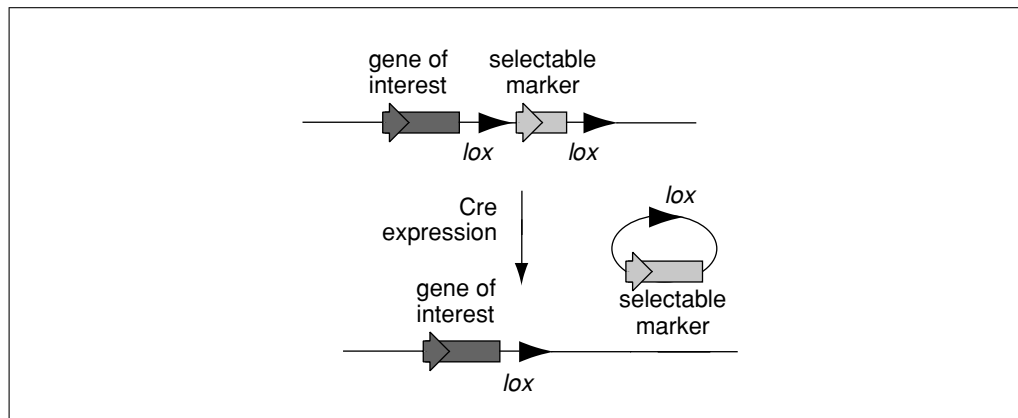 gene of
interest
selectable
marker
lox
lox
Cre
expression
lox
selectable
marker
gene of
interest
lox